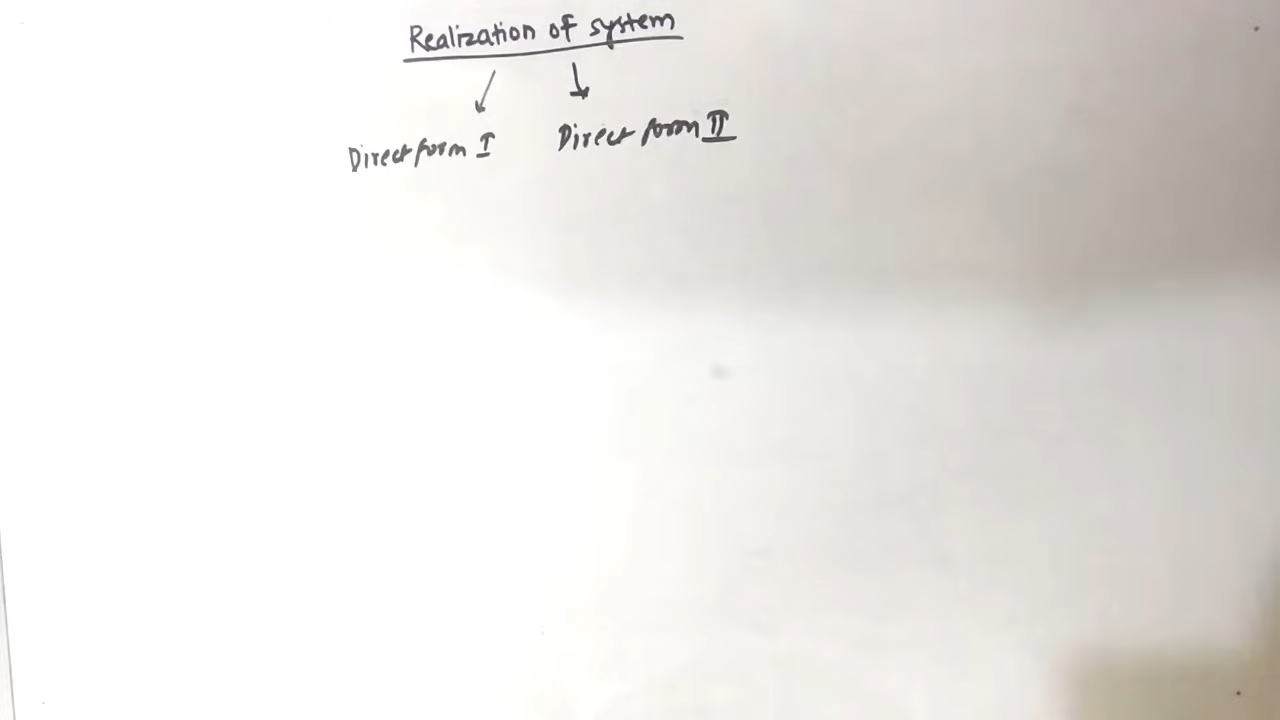 Realization of system
Direct form I
Direct form II